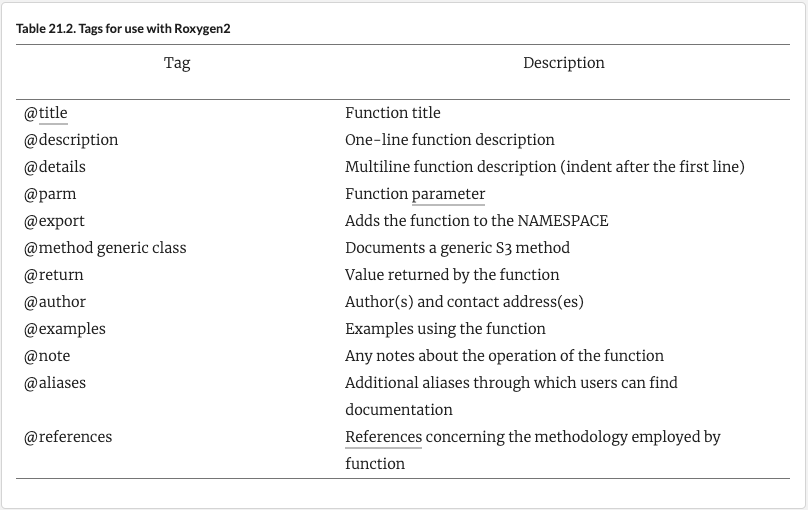 Table 21.2. Tags for use with Roxygen2
Tag Description
@title Function title
@description One-line function description
@details Multiline function description (indent after the first line)
@parm Function parameter
@export Adds the function to the NAMESPACE
@method generic class Documents a generic S3 method
@return Value returned by the function
@author Author(s) and contact address(es)
@examples Examples using the function
@note Any notes about the operation of the function
@aliases Additional aliases through which users can find
documentation
@references References concerning the methodology employed by
function